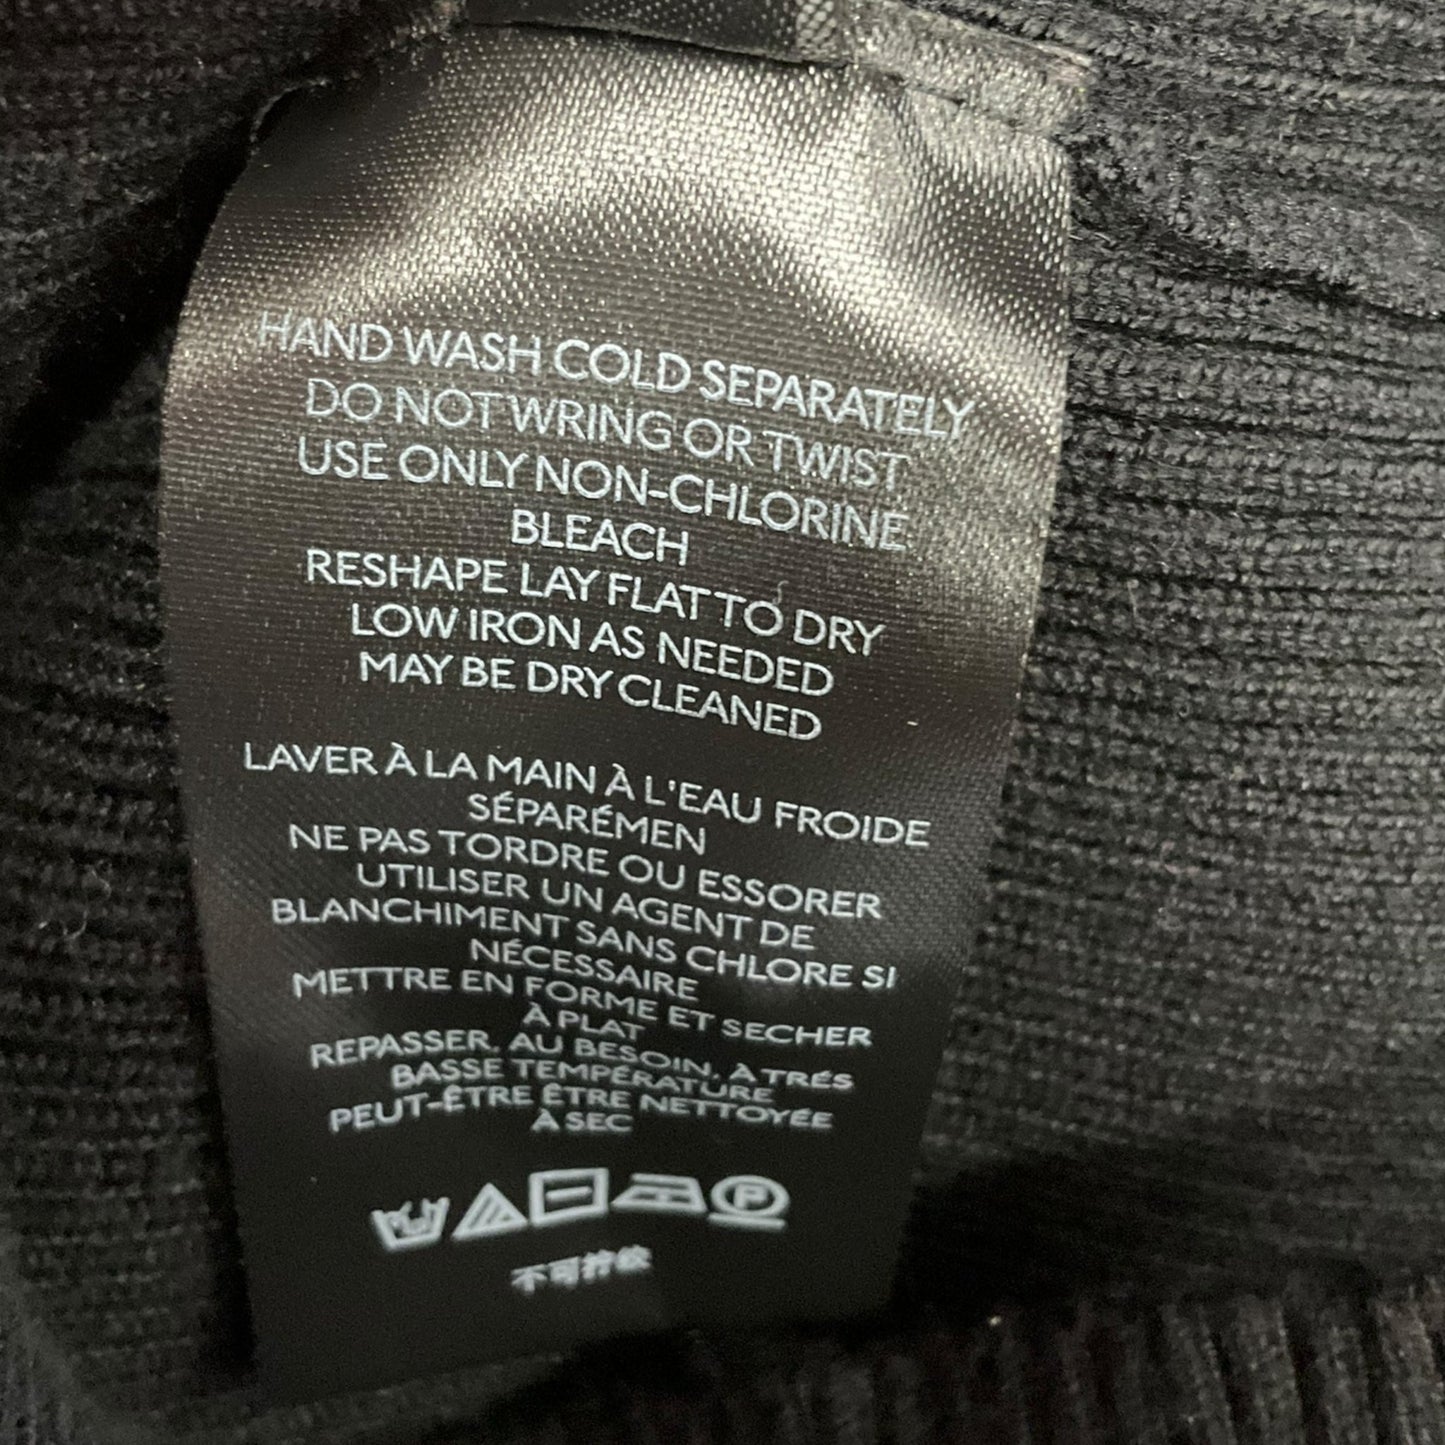 HAND WASH COLD SEPARATELY
DO NOT WRING OR TWIST
USE ONLY NON-CHLORINE
BLEACH
RESHAPE LAY FLAT TO DRY
LOW IRON AS NEEDED
MAY BE DRY CLEANED
LAVER À LA MAIN À L'EAU FROIDE
SÉPARÉMEN
NE PAS TORDRE OU ESSORER
UTILISER UN AGENT DE
BLANCHIMENT SANS CHLORE SI
NÉCESSAIRE
METTRE EN FORME ET SECHER
À PLAT
REPASSER, AU BESOIN, À TRÉS
BASSE TEMPÉRATURE
PEUT-ÊTRE ÊTRE NETTOYÉE
À SEC
P
不可拧绞